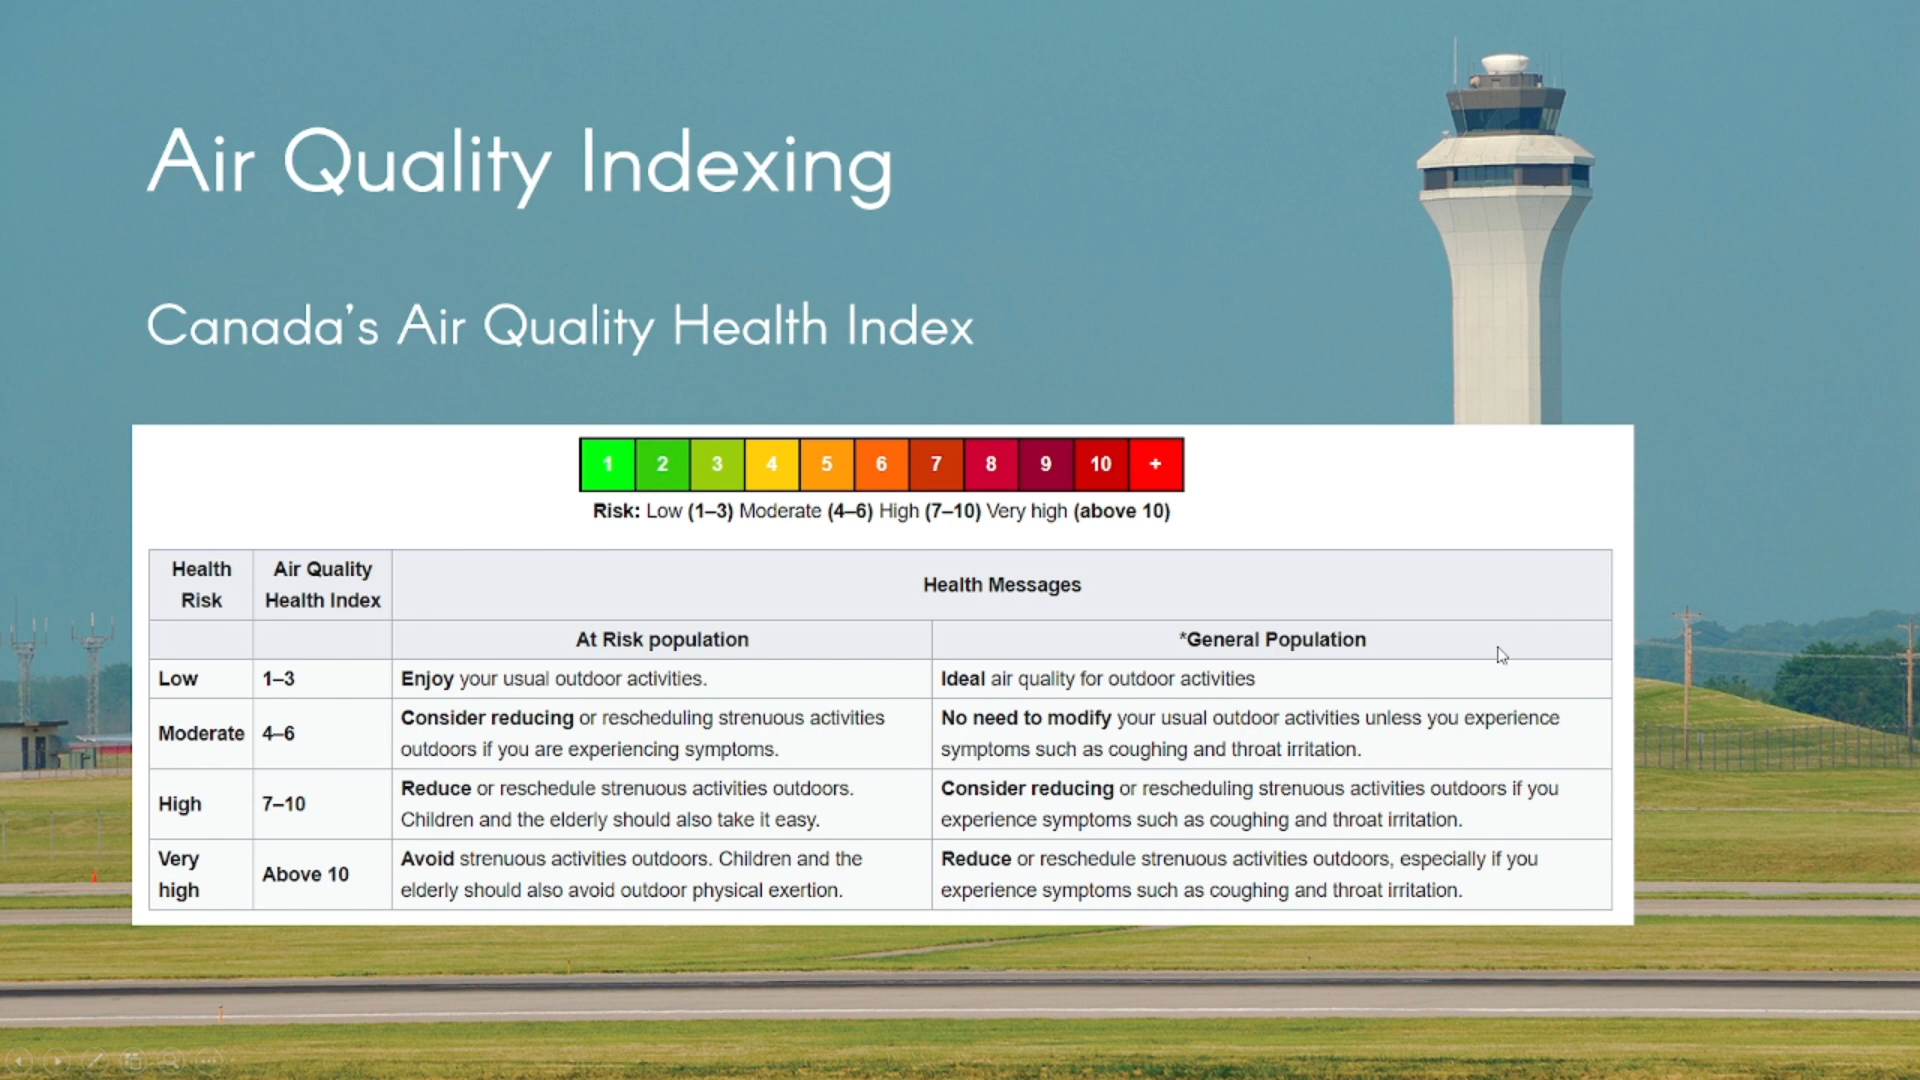 Air Quality Indexing
Canada's Air Quality Health Index
1 2 3 4 5 6 7 8 9 10 +
Risk: Low (1–3) Moderate (4–6) High (7–10) Very high (above 10)
Health Risk
Air Quality Health Index
Health Messages
At Risk population
*General Population
Low
1–3
Enjoy your usual outdoor activities.
Ideal air quality for outdoor activities
Moderate
4–6
Consider reducing or rescheduling strenuous activities
outdoors if you are experiencing symptoms.
No need to modify your usual outdoor activities unless you experience
symptoms such as coughing and throat irritation.
High
7–10
Reduce or reschedule strenuous activities outdoors.
Children and the elderly should also take it easy.
Consider reducing or rescheduling strenuous activities outdoors if you
experience symptoms such as coughing and throat irritation.
Very
high
Above 10
Avoid strenuous activities outdoors. Children and the
elderly should also avoid outdoor physical exertion.
Reduce or reschedule strenuous activities outdoors, especially if you
experience symptoms such as coughing and throat irritation.